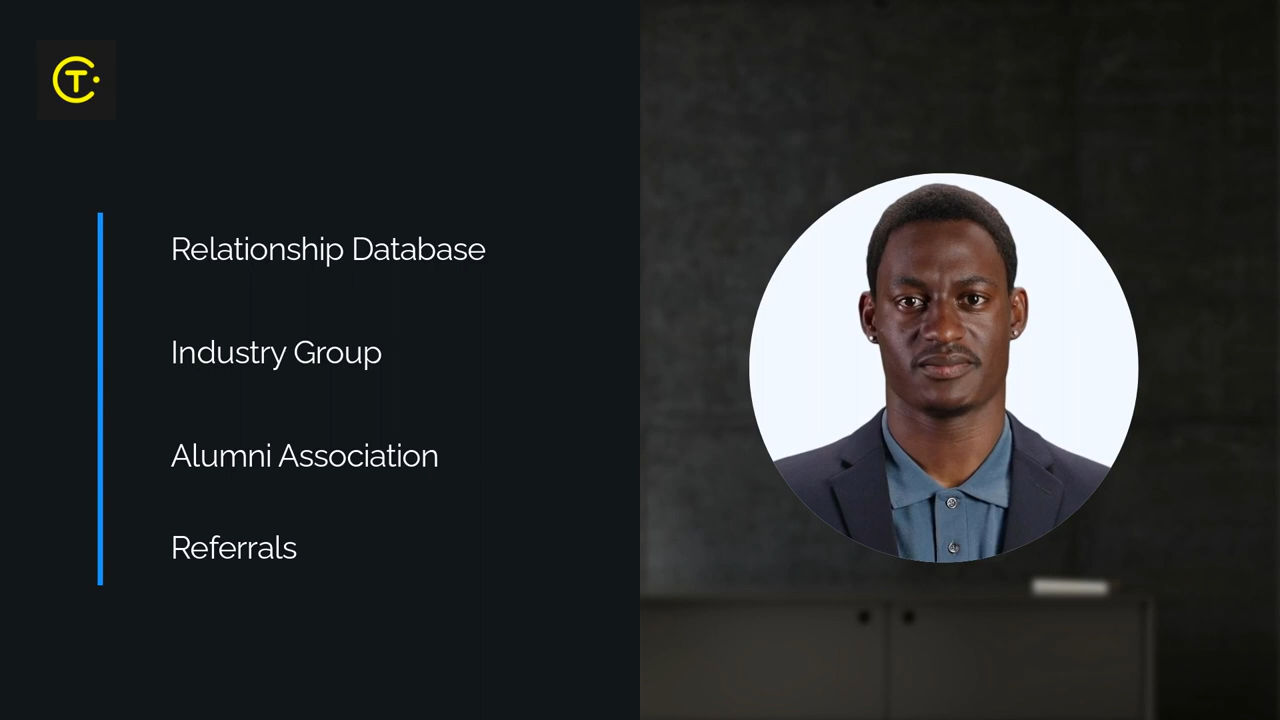 T
Relationship Database
Industry Group
Alumni Association
Referrals